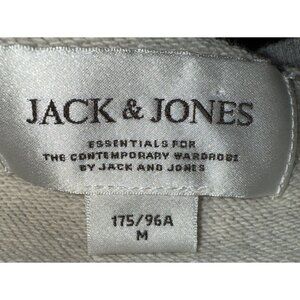 JACK & JONES
ESSENTIALS FOR
THE CONTEMPORARY WARDROBE
BY JACK AND JONES
175/96A
M